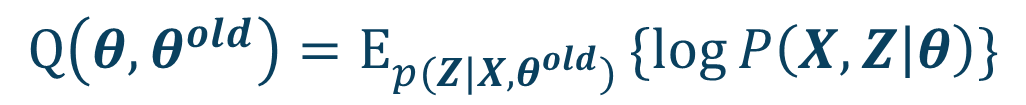 Q(θ, θ^old) = E_p(Z|X,θ^old) {log P(X, Z|θ)}